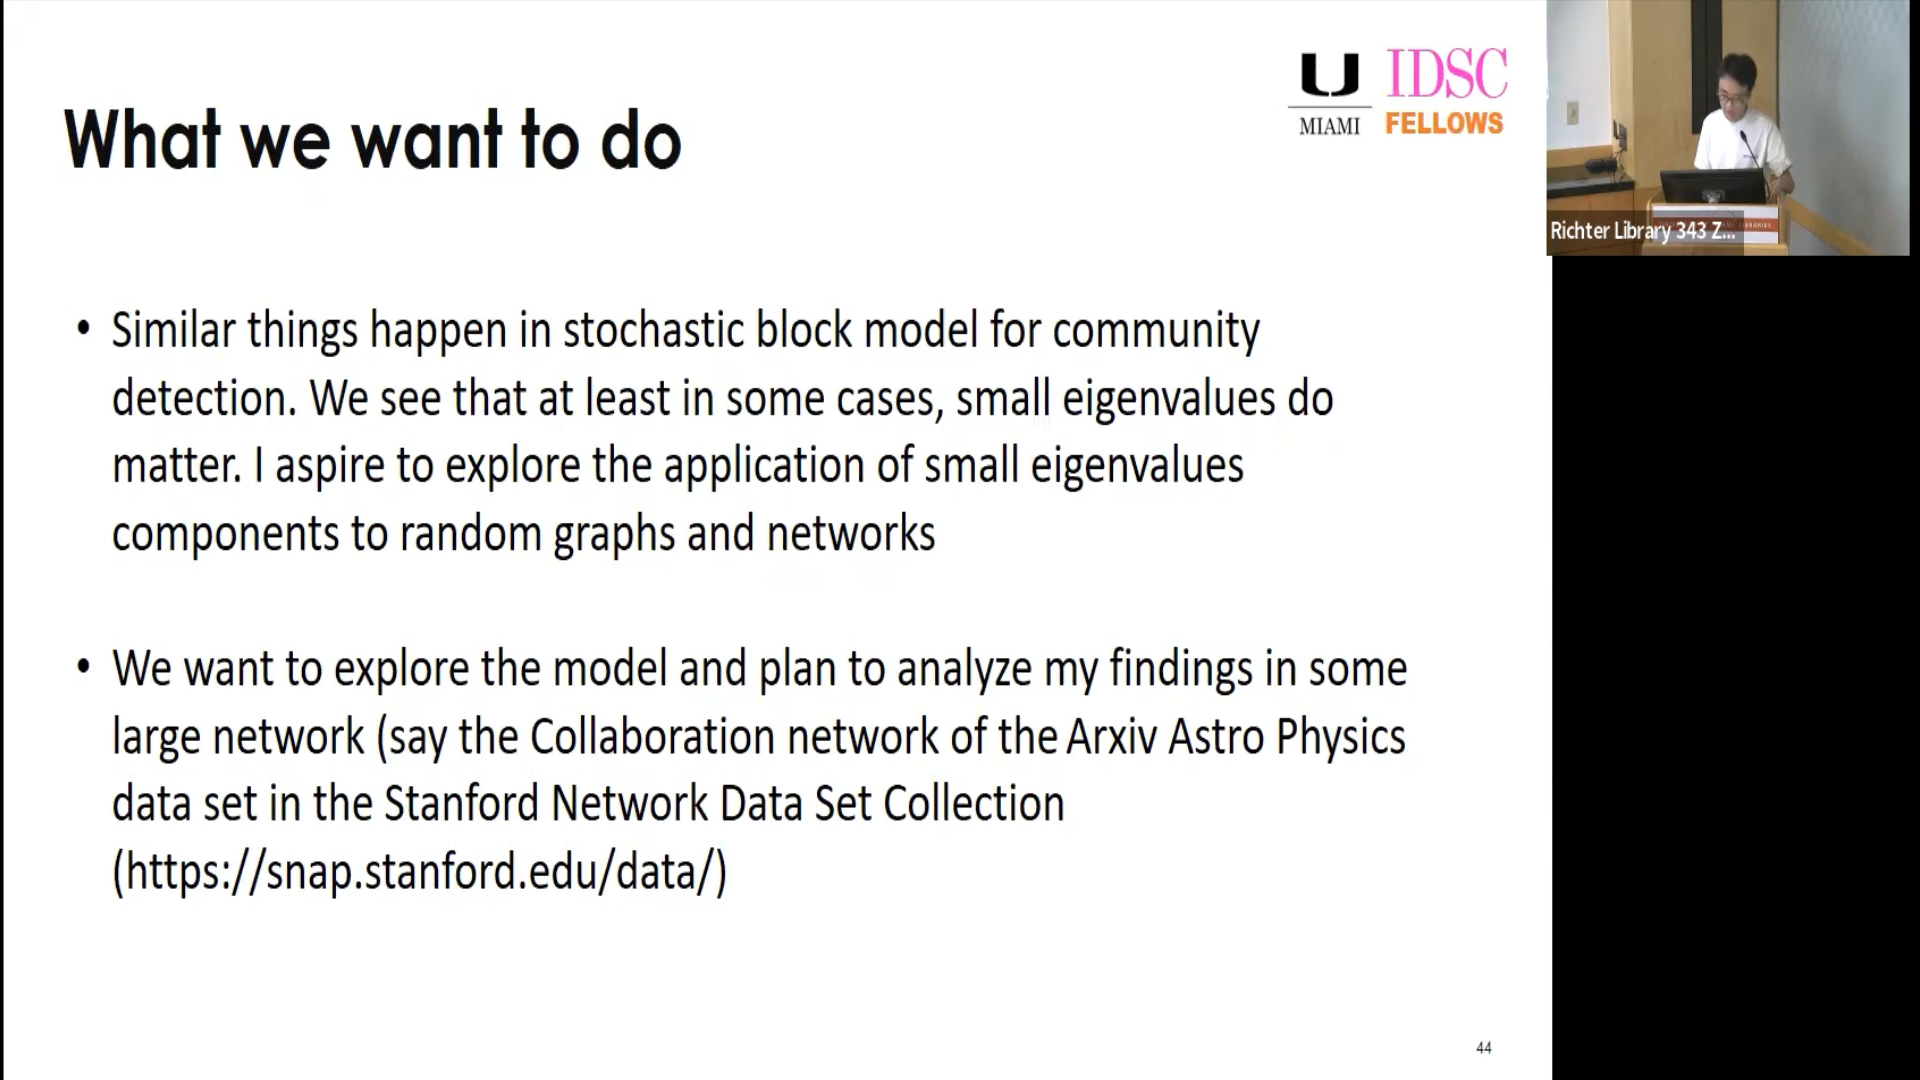 What we want to do
U
MIAMI
IDSC
FELLOWS
• Similar things happen in stochastic block model for community
detection. We see that at least in some cases, small eigenvalues do
matter. I aspire to explore the application of small eigenvalues
components to random graphs and networks
• We want to explore the model and plan to analyze my findings in some
large network (say the Collaboration network of the Arxiv Astro Physics
data set in the Stanford Network Data Set Collection
(https://snap.stanford.edu/data/)
44
Richter Library 343 Z...